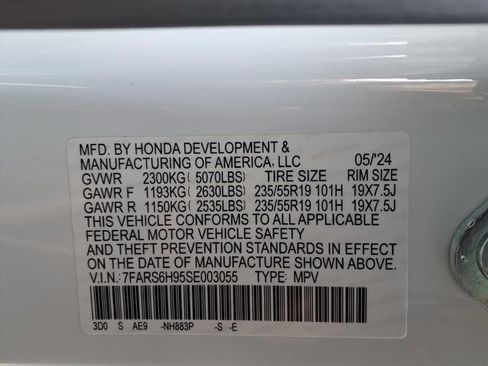 MFD. BY HONDA DEVELOPMENT &
MANUFACTURING OF AMERICA, LLC 05/'24
GVWR 2300KG( 5070LBS) TIRE SIZE RIM SIZE
GAWR F 1193KG( 2630LBS) 235/55R19 101H 19X7.5J
GAWR R 1150KG( 2535LBS) 235/55R19 101H 19X7.5J
THIS VEHICLE CONFORMS TO ALL APPLICABLE
FEDERAL MOTOR VEHICLE SAFETY
AND THEFT PREVENTION STANDARDS IN EFFECT
ON THE DATE OF MANUFACTURE SHOWN ABOVE.
V.I.N.: 7FARS6H95SE003055 TYPE: MPV
3D0 S AE9 -NH883P -S -E